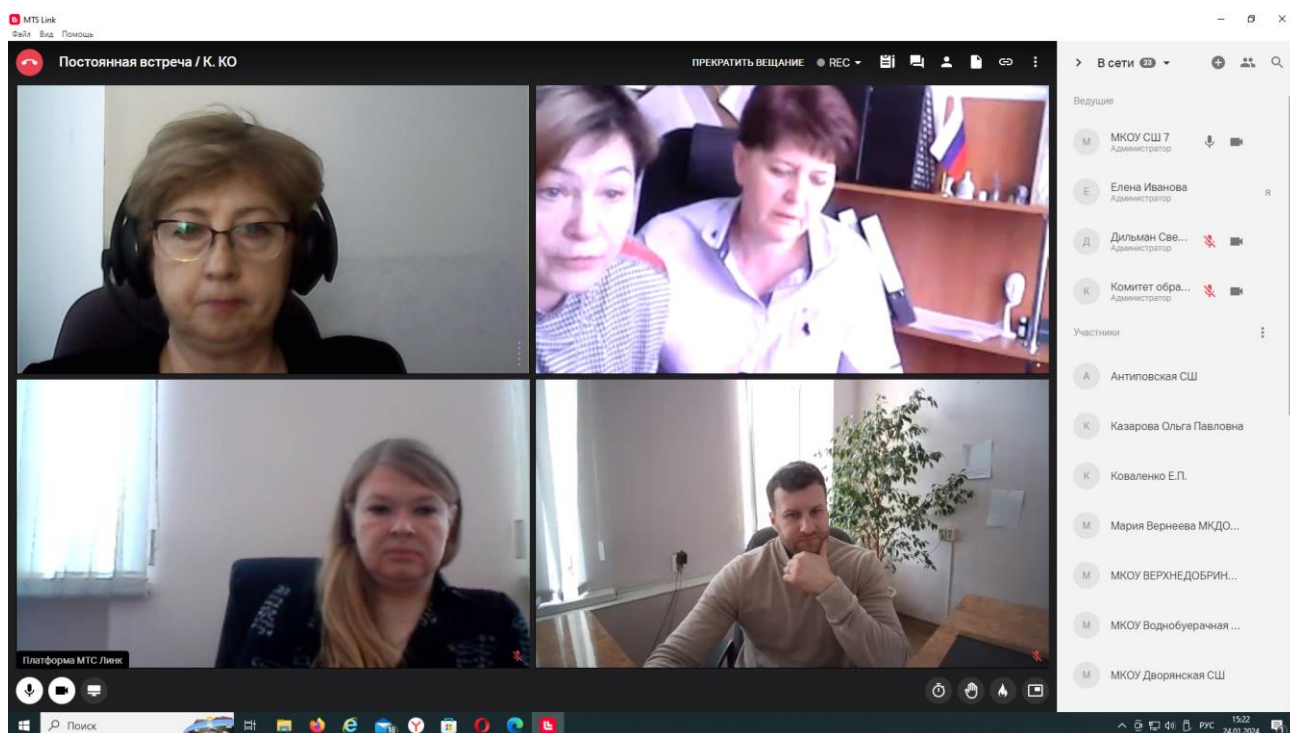 MTS Link
Файл Вид Помощь
Постоянная встреча / К. КО
ПРЕКРАТИТЬ ВЕЩАНИЕ REC
В сети 23
Ведущие
М МКОУ СШ 7
Администратор
Е Елена Иванова Я
Администратор
Д Дильман Све...
Администратор
К Комитет обра...
Администратор
Участники
А Антиповская СШ
К Казарова Ольга Павловна
К Коваленко Е.П.
М Мария Вернеева МКДО...
М МКОУ ВЕРХНЕДОБРИН...
М МКОУ Воднобуерачная ...
М МКОУ Дворянская СШ
Платформа МТС Линк
Поиск
РУС
15:22
24.01.2024